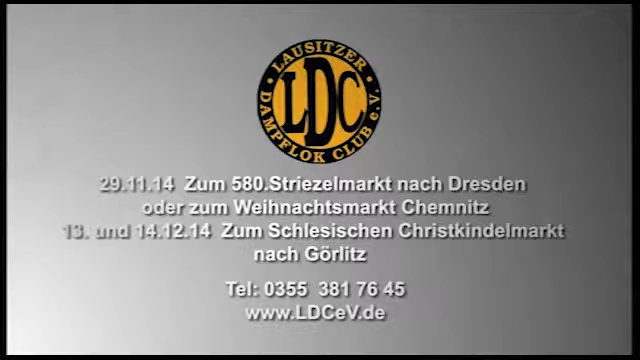 LAUSITZER
LDC
DAMPFLOK CLUB e.V.
29.11.14 Zum 580.Striezelmarkt nach Dresden
oder zum Weihnachtsmarkt Chemnitz
13. und 14.12.14 Zum Schlesischen Christkindelmarkt
nach Görlitz
Tel: 0355 381 76 45
www.LDCeV.de